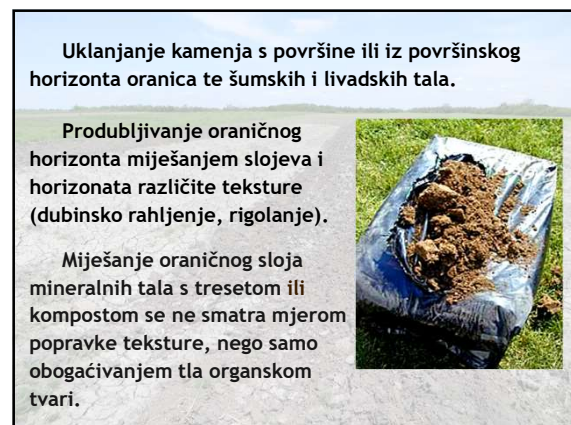 Uklanjanje kamenja s površine ili iz površinskog
horizonta oranica te šumskih i livadskih tala.
Produbljivanje oraničnog
horizonta miješanjem slojeva i
horizonata različite teksture
(dubinsko rahljenje, rigolanje).
Miješanje oraničnog sloja
mineralnih tala s tresetom ili
kompostom se ne smatra mjerom
popravke teksture, nego samo
obogaćivanjem tla organskom
tvari.